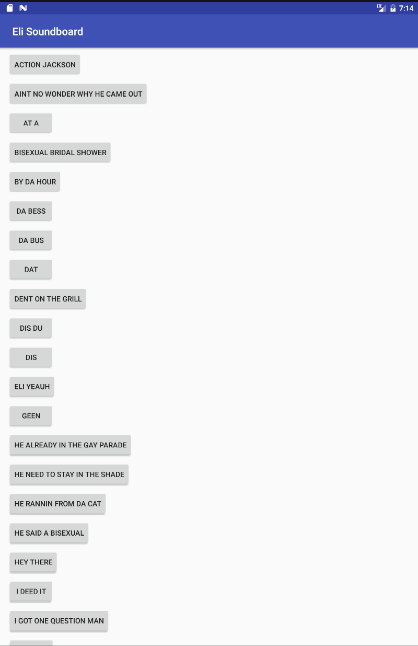 7:14
Eli Soundboard
ACTION JACKSON
AINT NO WONDER WHY HE CAME OUT
AT A
BISEXUAL BRIDAL SHOWER
BY DA HOUR
DA BESS
DA BUS
DAT
DENT ON THE GRILL
DIS DU
DIS
ELI YEAUH
GEEN
HE ALREADY IN THE GAY PARADE
HE NEED TO STAY IN THE SHADE
HE RANNIN FROM DA CAT
HE SAID A BISEXUAL
HEY THERE
I DEED IT
I GOT ONE QUESTION MAN